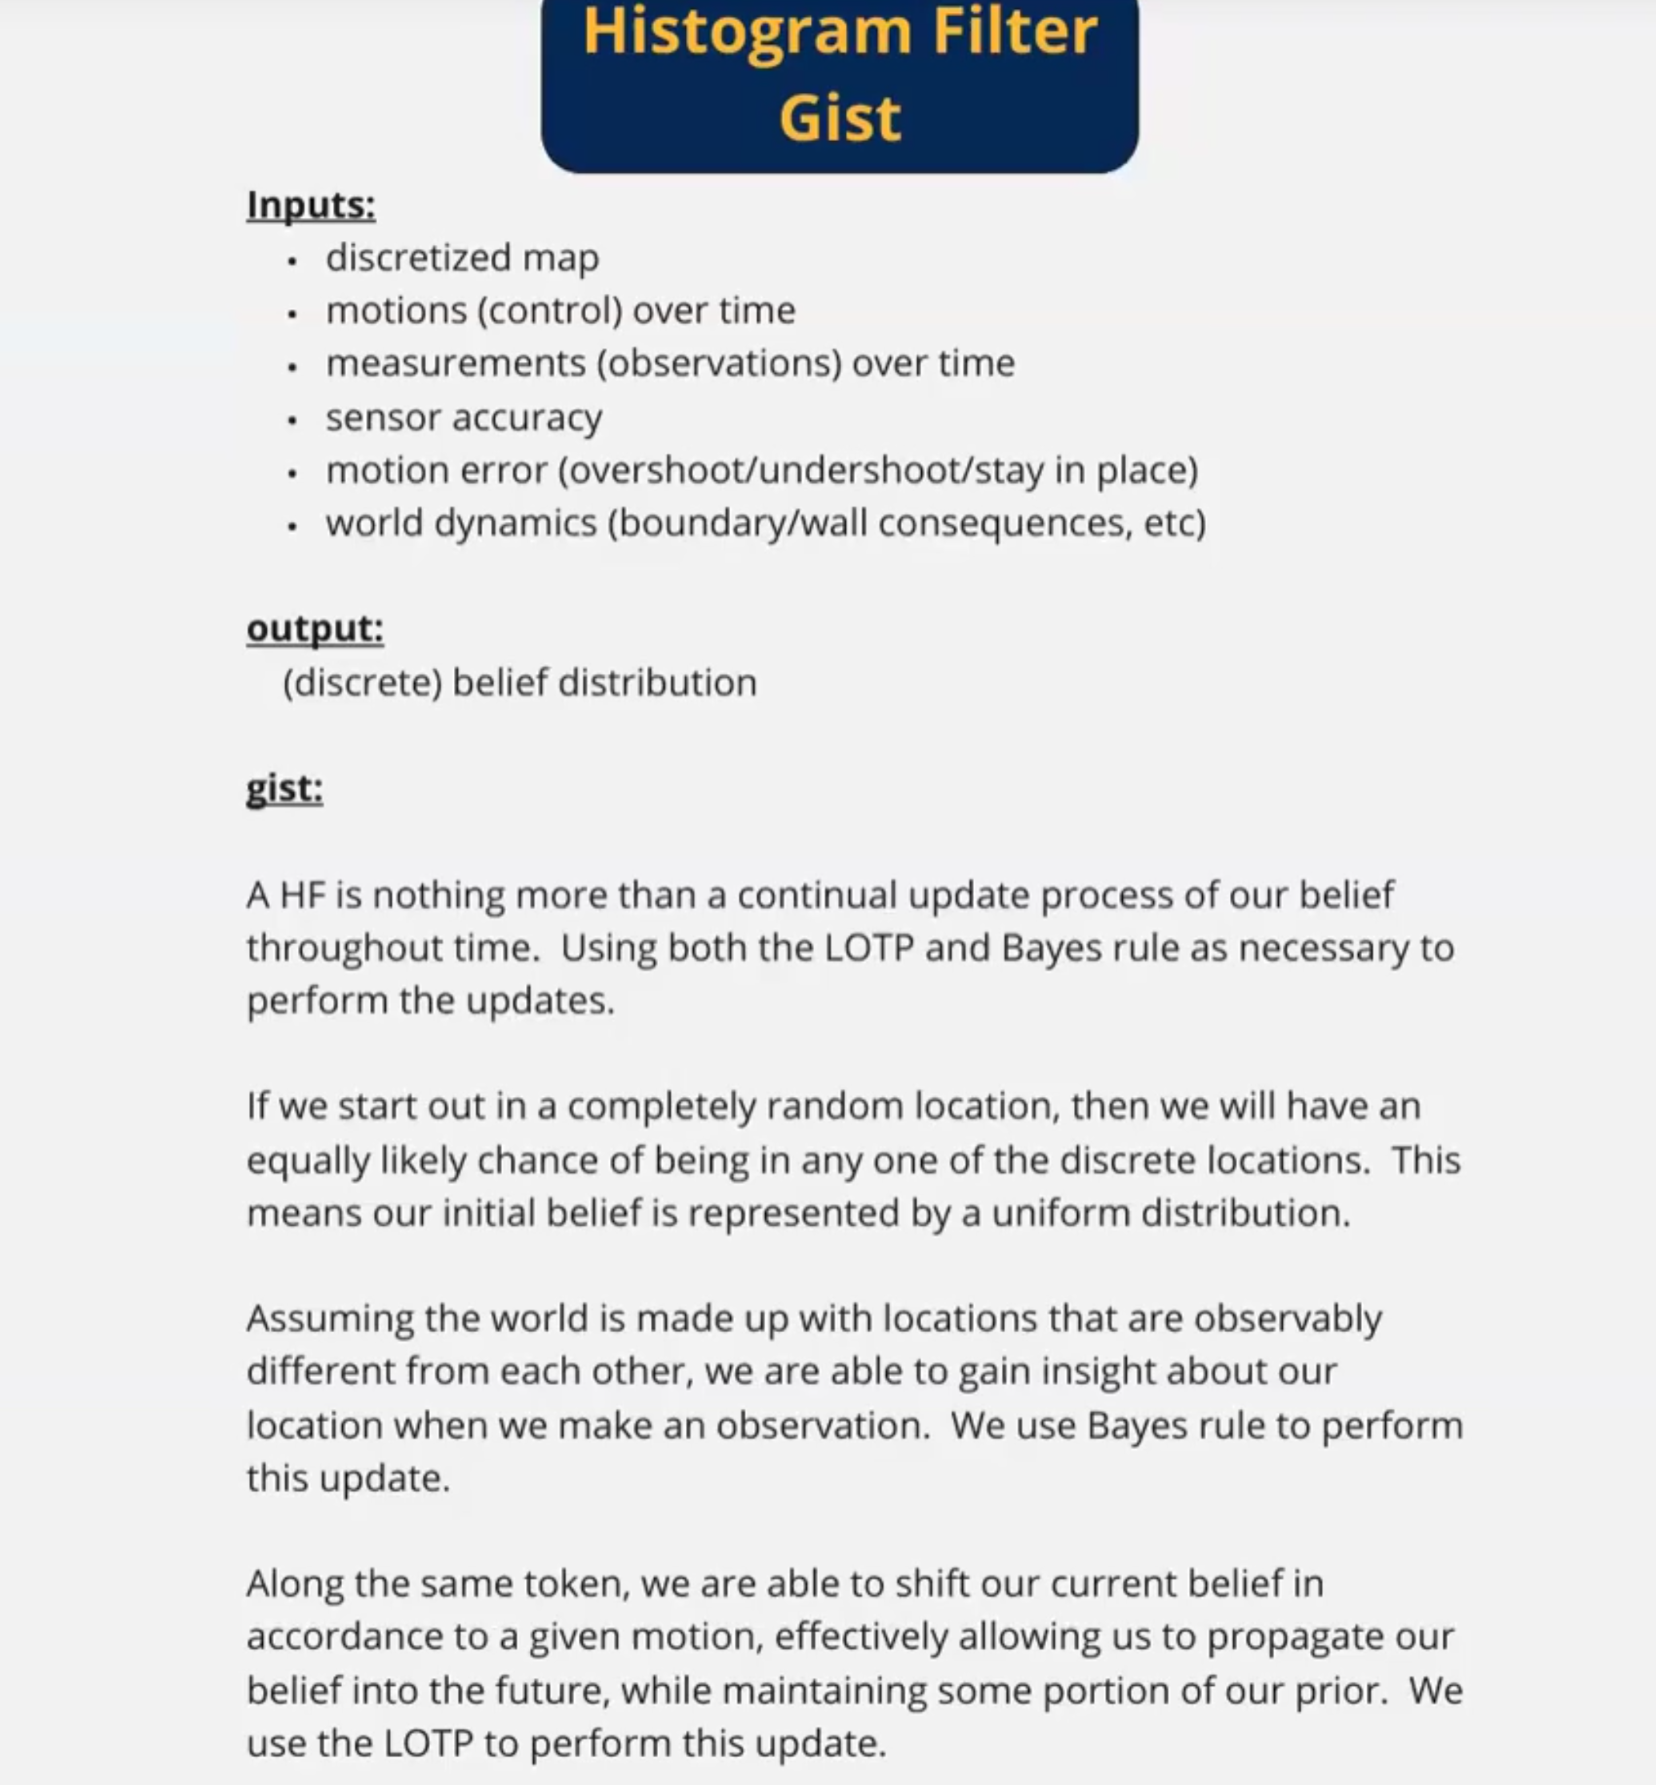 Histogram Filter
Gist
Inputs:
• discretized map
• motions (control) over time
• measurements (observations) over time
• sensor accuracy
• motion error (overshoot/undershoot/stay in place)
• world dynamics (boundary/wall consequences, etc)
output:
(discrete) belief distribution
gist:
A HF is nothing more than a continual update process of our belief
throughout time.  Using both the LOTP and Bayes rule as necessary to
perform the updates.
If we start out in a completely random location, then we will have an
equally likely chance of being in any one of the discrete locations.  This
means our initial belief is represented by a uniform distribution.
Assuming the world is made up with locations that are observably
different from each other, we are able to gain insight about our
location when we make an observation.  We use Bayes rule to perform
this update.
Along the same token, we are able to shift our current belief in
accordance to a given motion, effectively allowing us to propagate our
belief into the future, while maintaining some portion of our prior.  We
use the LOTP to perform this update.